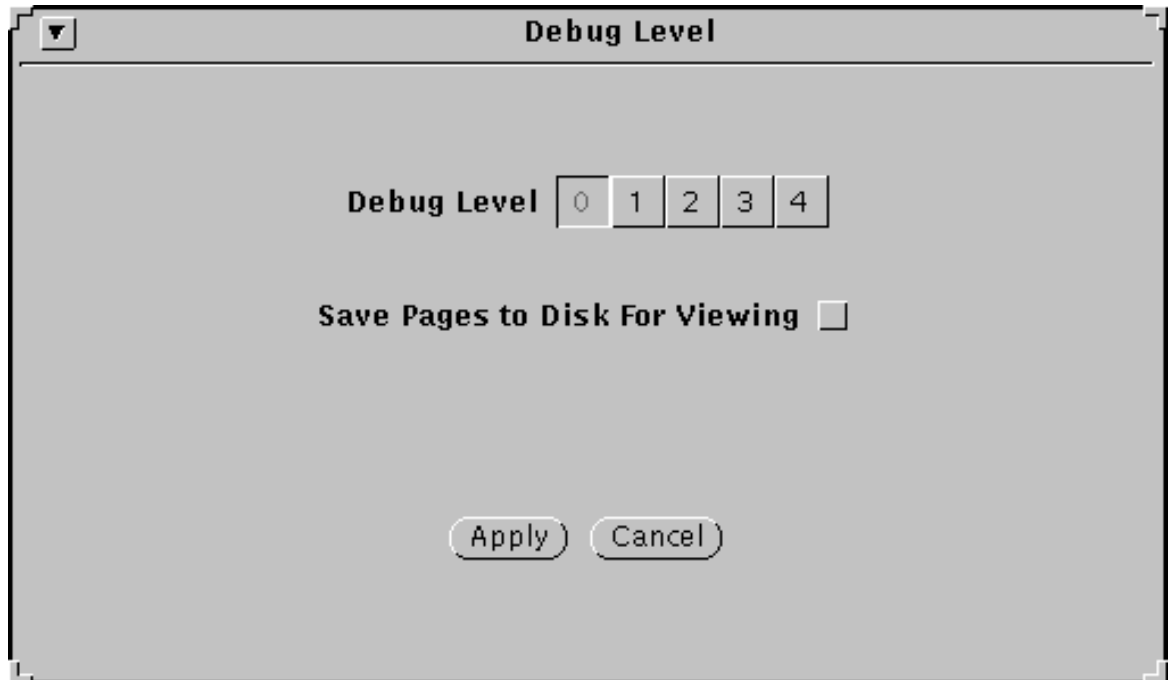 Debug Level
Debug Level 0 1 2 3 4
Save Pages to Disk For Viewing
Apply Cancel